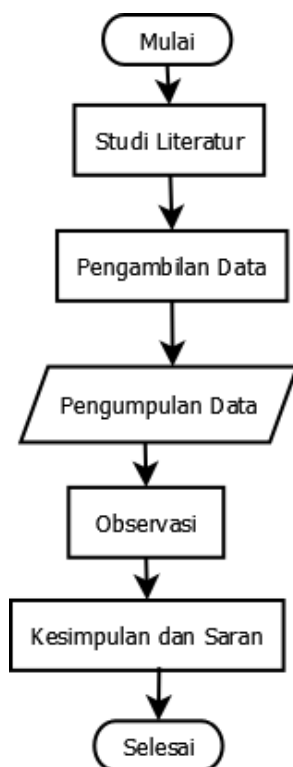 Mulai
Studi Literatur
Pengambilan Data
Pengumpulan Data
Observasi
Kesimpulan dan Saran
Selesai